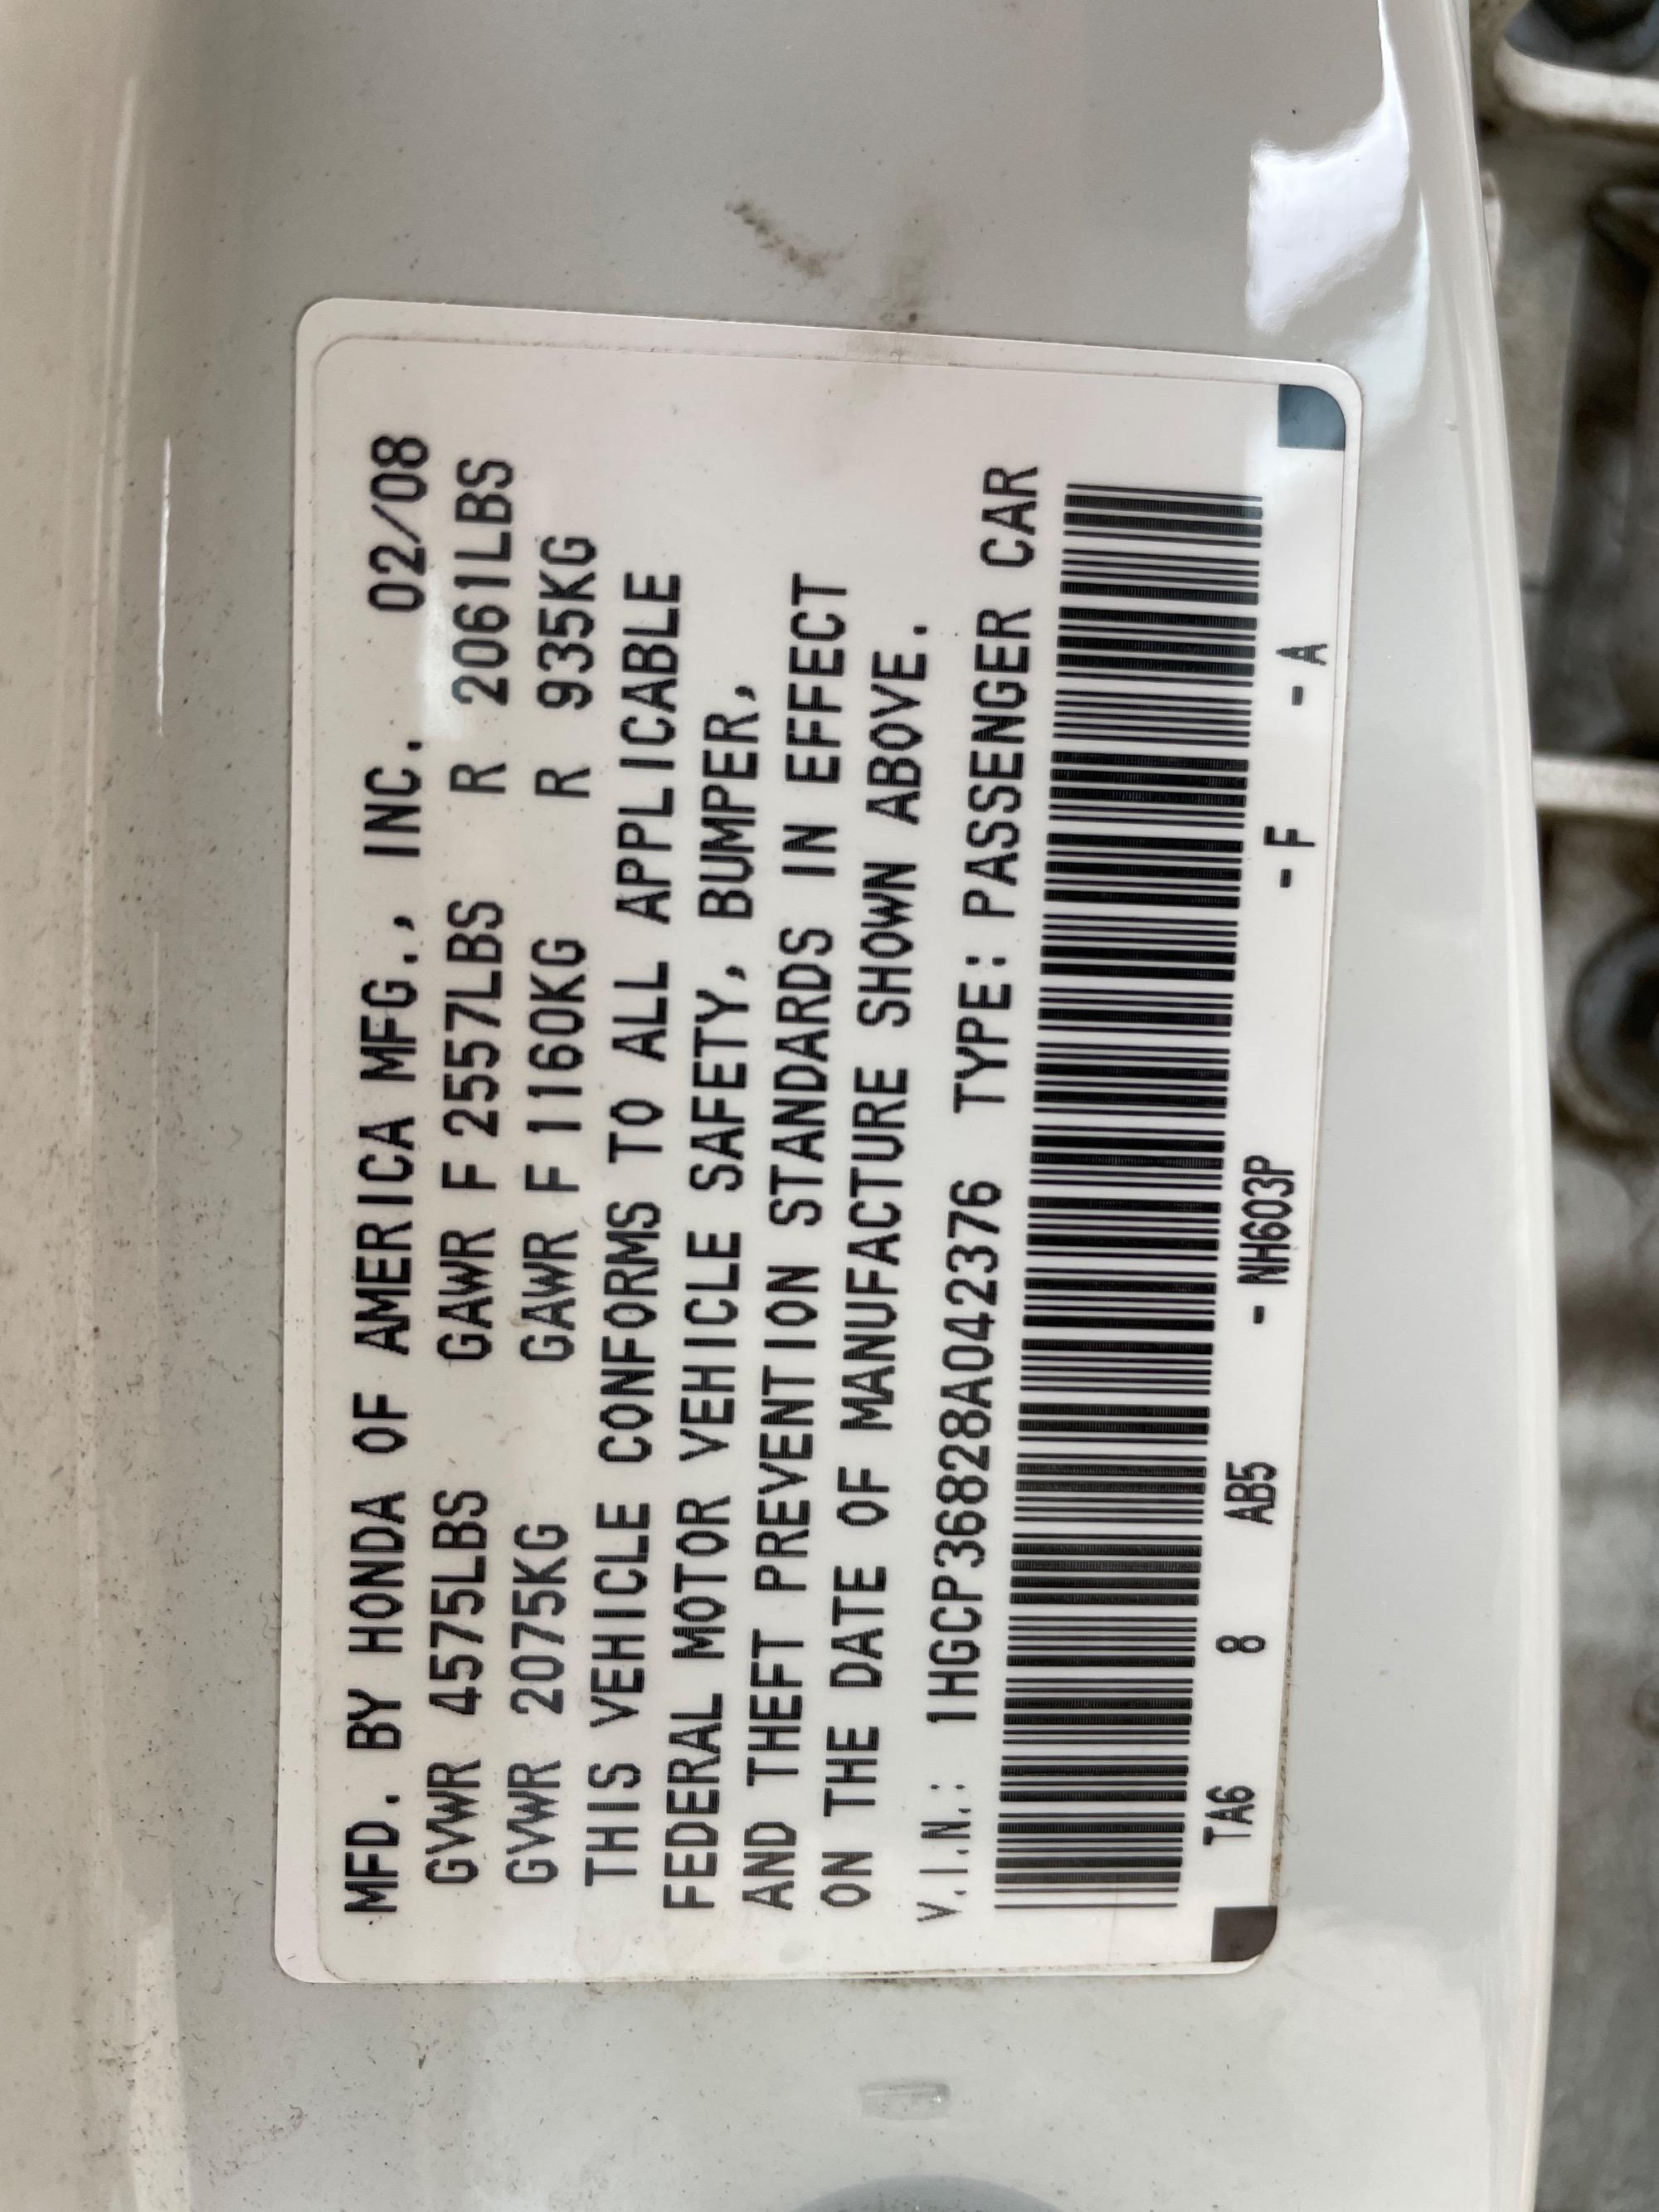 MFD. BY HONDA OF AMERICA MFG., INC. 02/08
GVWR 4575LBS GAWR F 2557LBS R 2061LBS
GVWR 2075KG GAWR F 1160KG R 935KG
THIS VEHICLE CONFORMS TO ALL APPLICABLE
FEDERAL MOTOR VEHICLE SAFETY, BUMPER,
AND THEFT PREVENTION STANDARDS IN EFFECT
ON THE DATE OF MANUFACTURE SHOWN ABOVE.
V.I.N.: 1HGCP36828A042376 TYPE: PASSENGER CAR
TA6 8 AB5 - NH603P - F - A